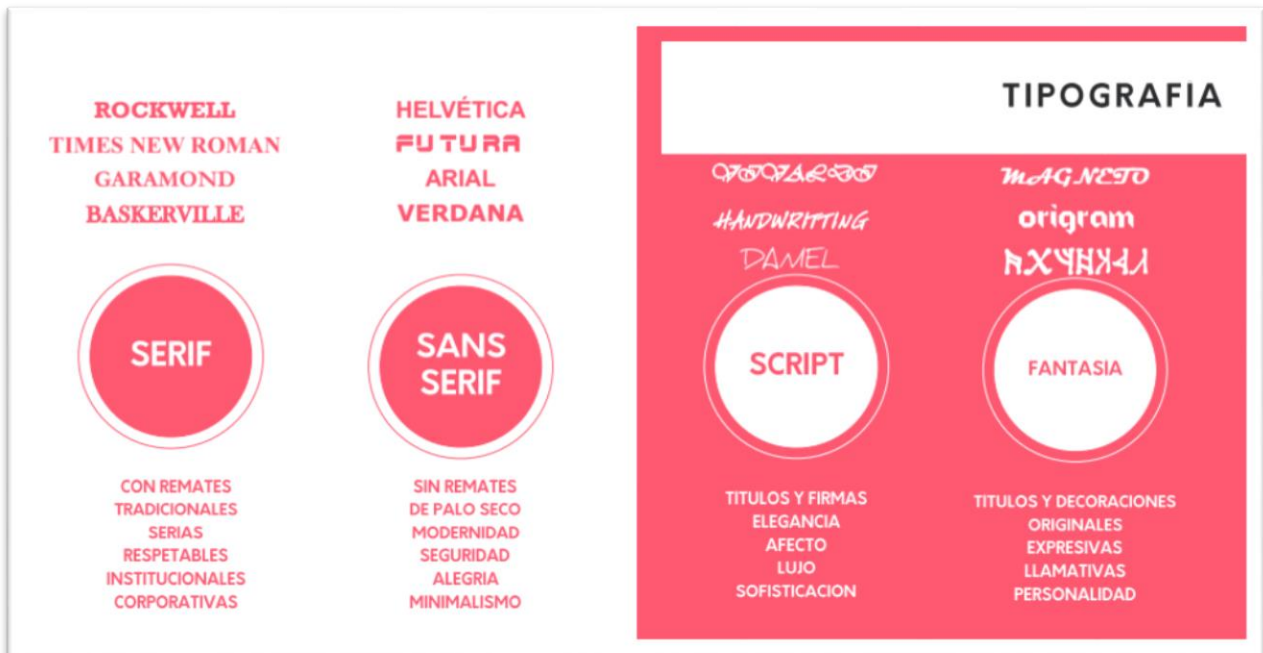 TIPOGRAFIA
ROCKWELL
TIMES NEW ROMAN
GARAMOND
BASKERVILLE
SERIF
CON REMATES
TRADICIONALES
SERIAS
RESPETABLES
INSTITUCIONALES
CORPORATIVAS
HELVÉTICA
FUTURA
ARIAL
VERDANA
SANS
SERIF
SIN REMATES
DE PALO SECO
MODERNIDAD
SEGURIDAD
ALEGRIA
MINIMALISMO
VIVALDI
HANDWRITTING
DAMEL
SCRIPT
TITULOS Y FIRMAS
ELEGANCIA
AFECTO
LUJO
SOFISTICACION
MAGNETO
origram
FANTASIA
TITULOS Y DECORACIONES
ORIGINALES
EXPRESIVAS
LLAMATIVAS
PERSONALIDAD